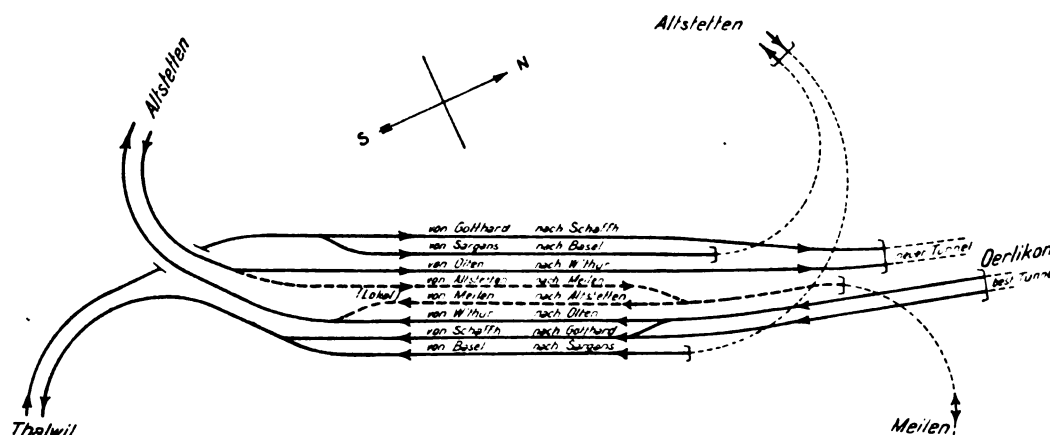 Altstetten
Altstetten
N
S
von Gotthard nach Schaffh
von Sargans nach Basel
von Olten nach Wthur
von Altstetten nach Meilen
(Lokal) von Meilen nach Altstetten
von Wthur nach Olten
von Schaffh nach Gotthard
von Basel nach Sargans
neuer Tunnel
Oerlikon
best Tunnel
Thalwil
Meilen